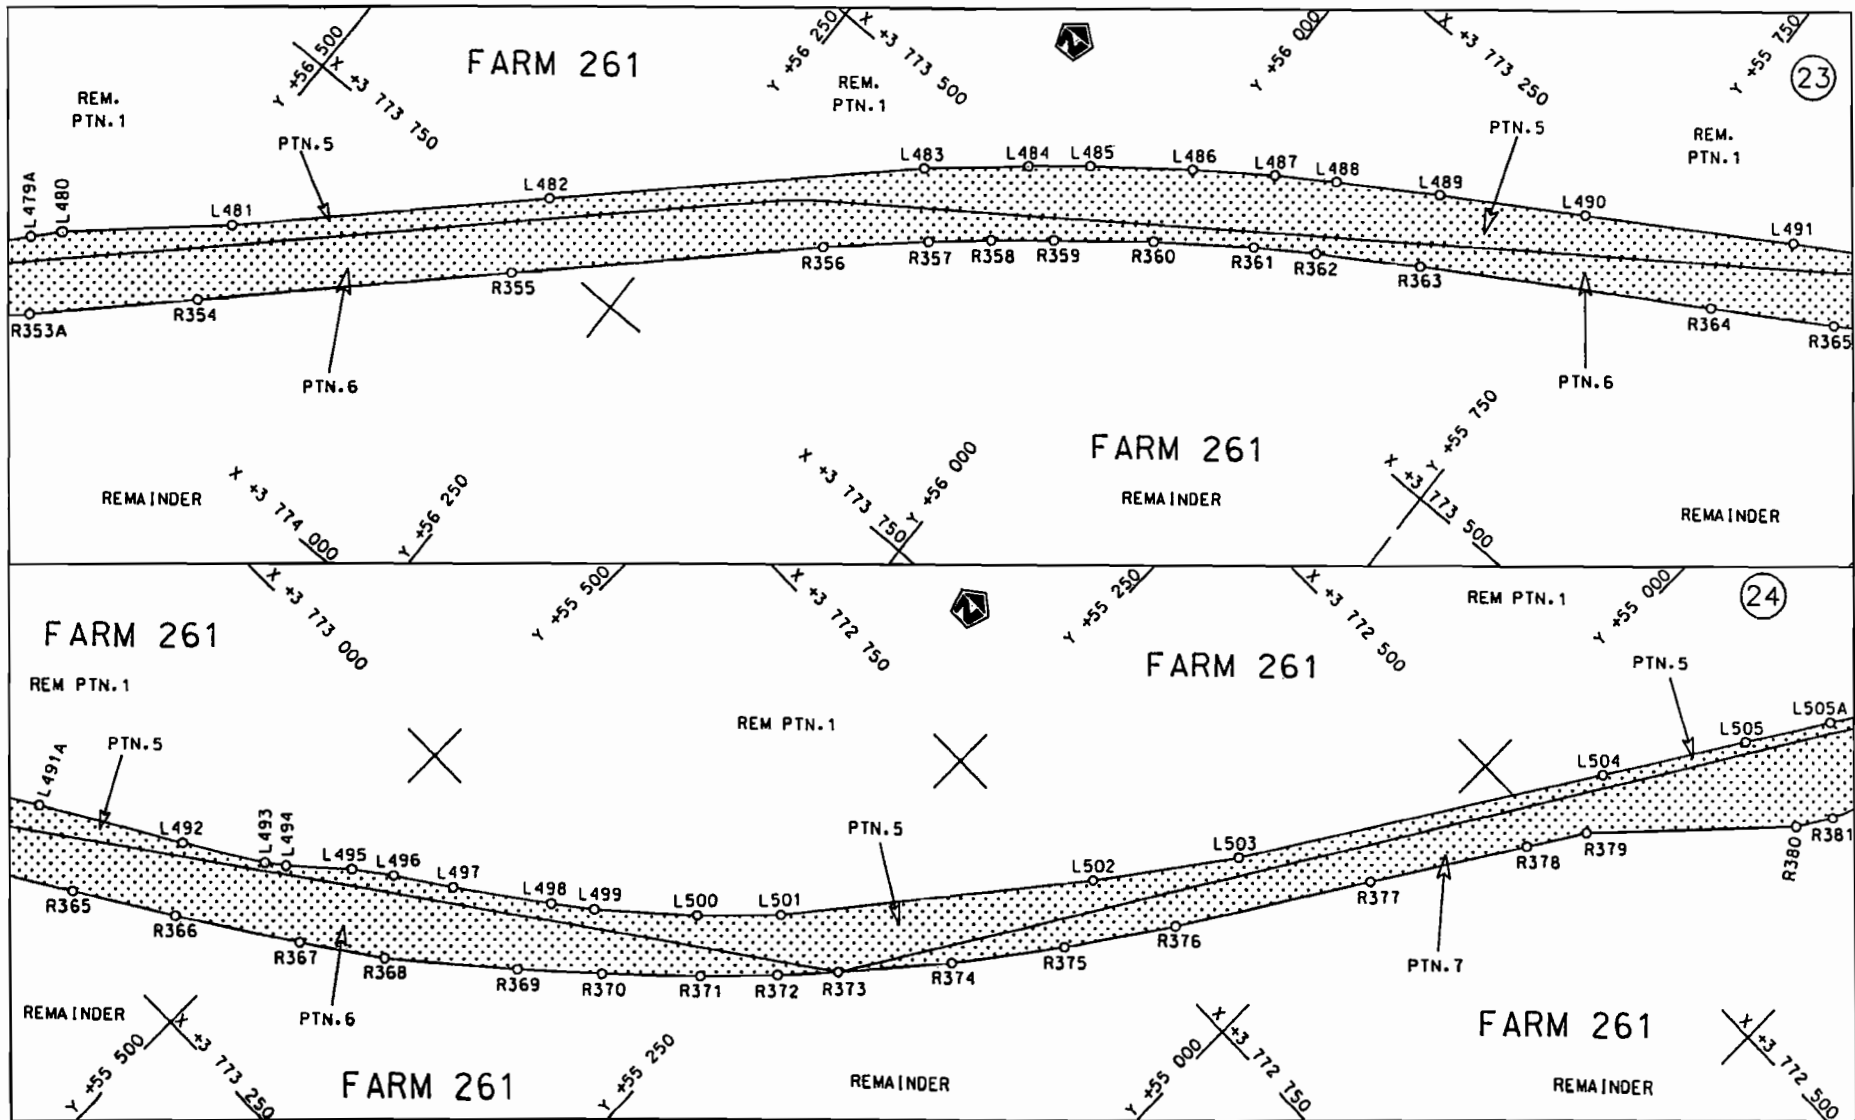 Y +56 500
X +3 773 750
FARM 261
Y +56 250
X +3 773 500
Y +56 000
X +3 773 250
Y +55 750
23
REM.
PTN.1
REM.
PTN.1
REM.
PTN.1
PTN.5
PTN.5
L479A
L480
L481
L482
L483
L484
L485
L486
L487
L488
L489
L490
L491
R353A
R354
R355
R356
R357
R358
R359
R360
R361
R362
R363
R364
R365
PTN.6
PTN.6
FARM 261
REMAINDER
X +3 774 000
Y +56 250
X +3 773 750
Y +56 000
REMAINDER
X +3 773 500
Y +55 750
REMAINDER
X +3 773 000
Y +55 500
X +3 772 750
Y +55 250
X +3 772 500
REM PTN.1
Y +55 000
24
FARM 261
FARM 261
REM PTN.1
REM PTN.1
PTN.5
PTN.5
PTN.5
L491A
L492
L493
L494
L495
L496
L497
L498
L499
L500
L501
L502
L503
L504
L505
L505A
R365
R366
R367
R368
R369
R370
R371
R372
R373
R374
R375
R376
R377
R378
R379
R380
R381
PTN.6
PTN.7
REMAINDER
Y +55 500
X +3 773 250
FARM 261
Y +55 250
REMAINDER
Y +55 000
X +3 772 750
FARM 261
REMAINDER
X +3 772 500